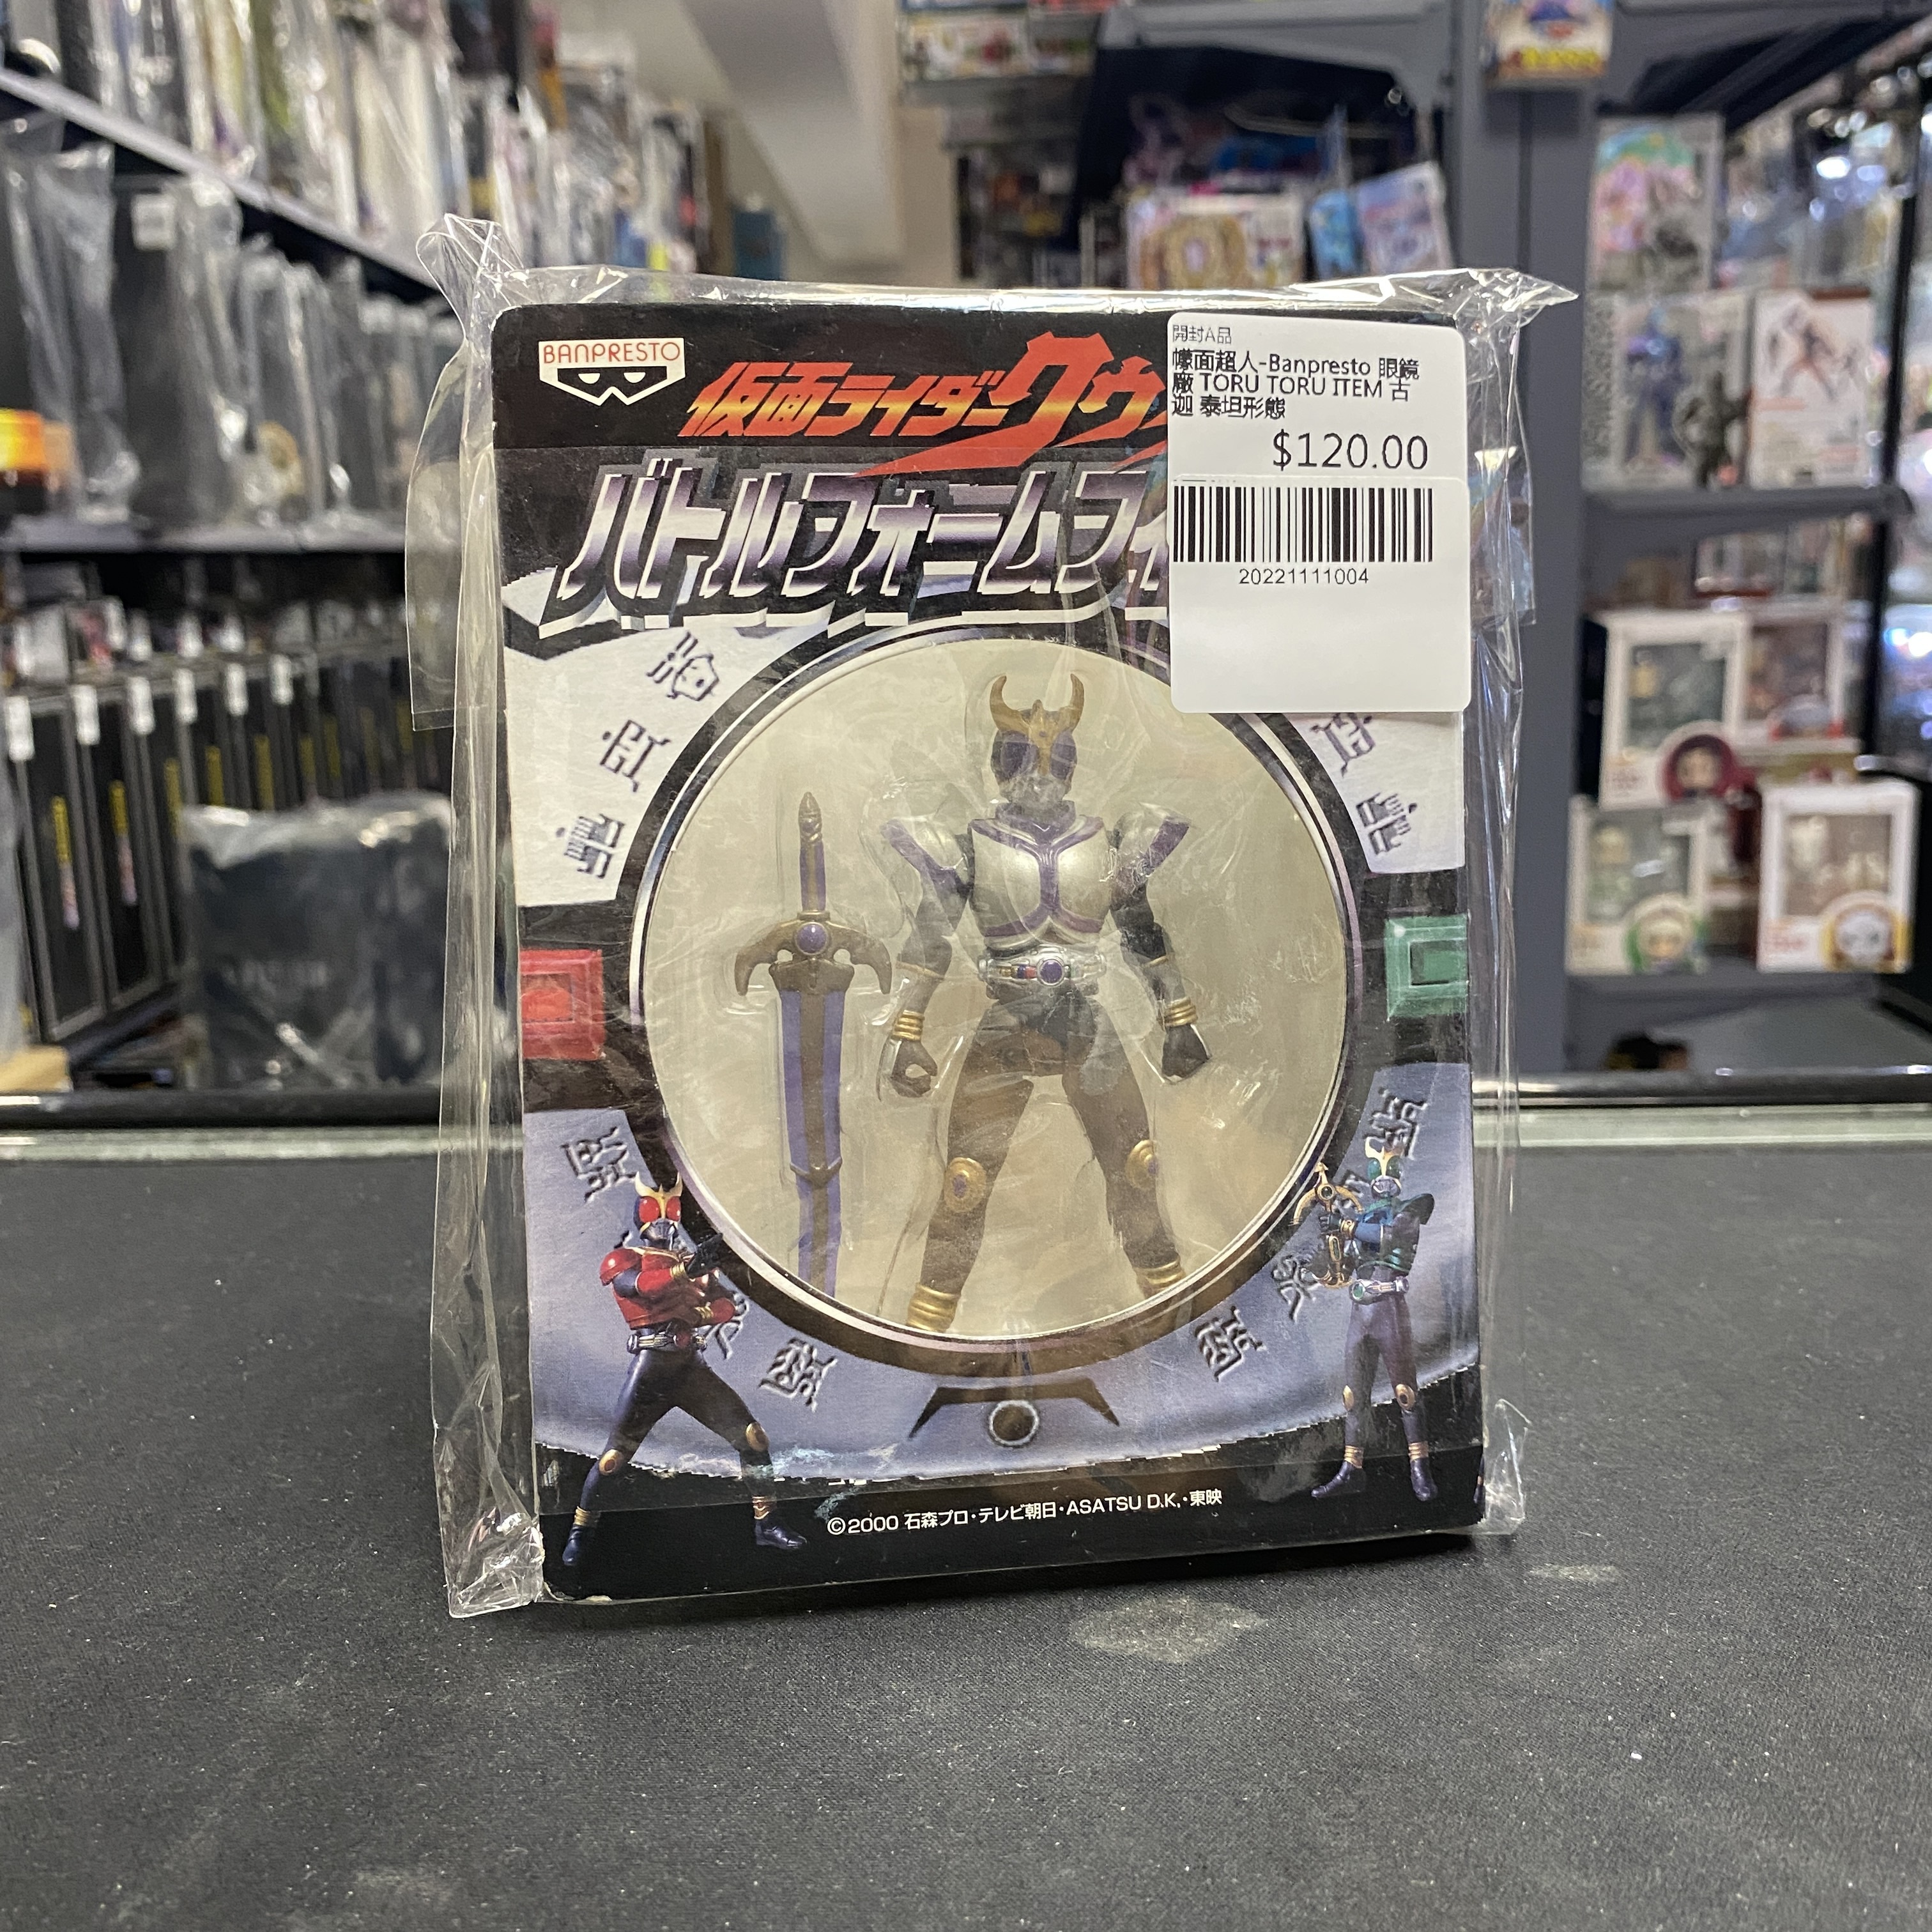 BANPRESTO
仮面ライダークウ
バトルフォームフィ
開封A品
幪面超人-Banpresto 眼鏡
廠 TORU TORU ITEM 古
迦 泰坦形態
$120.00
20221111004
©2000 石森プロ・テレビ朝日・ASATSU D.K.・東映